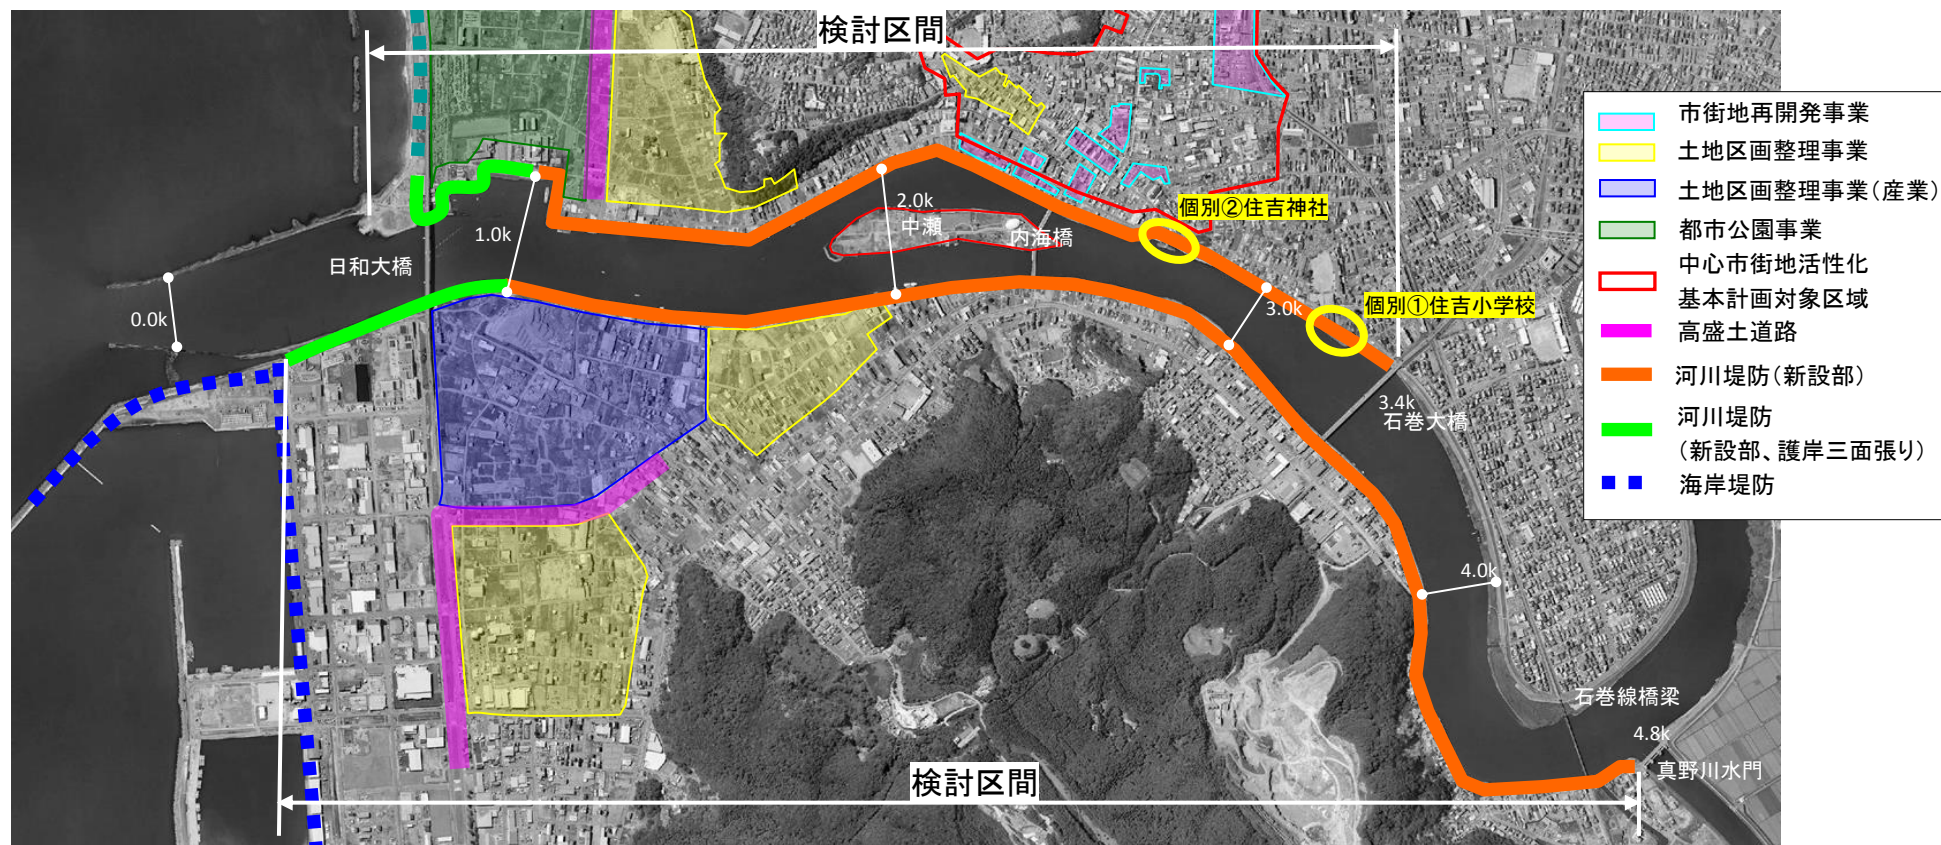 検討区間
市街地再開発事業
土地区画整理事業
土地区画整理事業(産業)
都市公園事業
中心市街地活性化
基本計画対象区域
高盛土道路
河川堤防(新設部)
河川堤防
(新設部、護岸三面張り)
海岸堤防
個別②住吉神社
2.0k
中瀬
内海橋
1.0k
日和大橋
0.0k
3.0k
個別①住吉小学校
3.4k
石巻大橋
4.0k
石巻線橋梁
4.8k
真野川水門
検討区間